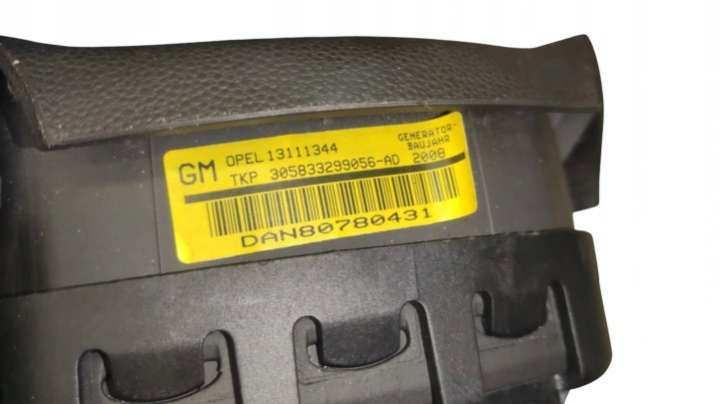 GM OPEL 13111344 GENERATOR-
BAUJAHR
TKP 305833299056-AD 2008
DAN80780431